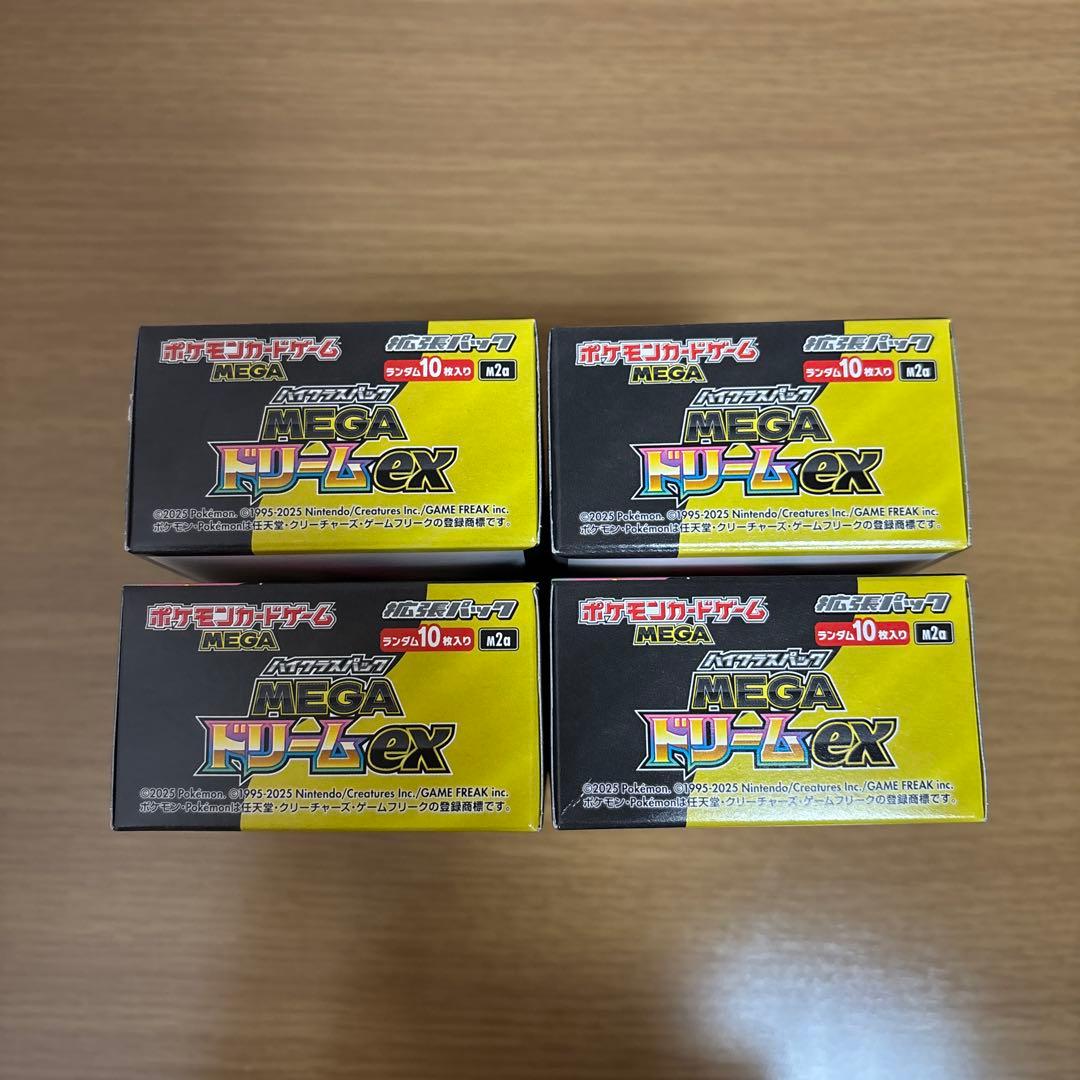 ポケモンカードゲーム
MEGA
拡張パック
ランダム10枚入り M2a
ハイクラスパック
MEGA
ドリームex
©2025 Pokémon. ©1995-2025 Nintendo/Creatures Inc./GAME FREAK inc.
ポケモン・Pokémonは任天堂・クリーチャーズ・ゲームフリークの登録商標です。
ポケモンカードゲーム
MEGA
拡張パック
ランダム10枚入り M2a
ハイクラスパック
MEGA
ドリームex
©2025 Pokémon. ©1995-2025 Nintendo/Creatures Inc./GAME FREAK inc.
ポケモン・Pokémonは任天堂・クリーチャーズ・ゲームフリークの登録商標です。
ポケモンカードゲーム
MEGA
拡張パック
ランダム10枚入り M2a
ハイクラスパック
MEGA
ドリームex
©2025 Pokémon. ©1995-2025 Nintendo/Creatures Inc./GAME FREAK inc.
ポケモン・Pokémonは任天堂・クリーチャーズ・ゲームフリークの登録商標です。
ポケモンカードゲーム
MEGA
拡張パック
ランダム10枚入り M2a
ハイクラスパック
MEGA
ドリームex
©2025 Pokémon. ©1995-2025 Nintendo/Creatures Inc./GAME FREAK inc.
ポケモン・Pokémonは任天堂・クリーチャーズ・ゲームフリークの登録商標です。